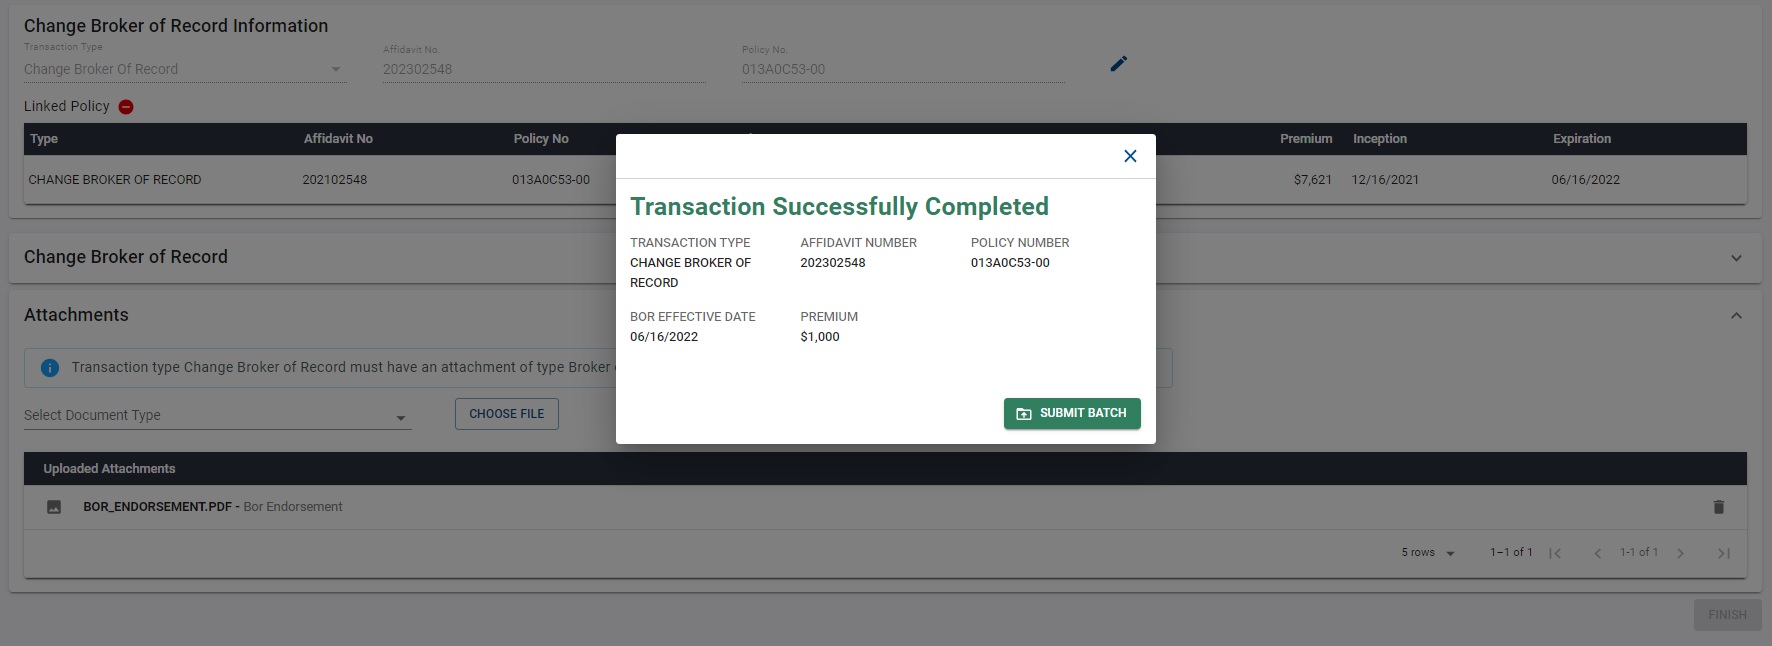 Change Broker of Record Information
Transaction Type
Affidavit No.
Policy No.
Change Broker Of Record
202302548
013A0C53-00
Linked Policy
Type Affidavit No Policy No Premium Inception Expiration
CHANGE BROKER OF RECORD 202102548 013A0C53-00 $7,621 12/16/2021 06/16/2022
Transaction Successfully Completed
TRANSACTION TYPE AFFIDAVIT NUMBER POLICY NUMBER
CHANGE BROKER OF RECORD 202302548 013A0C53-00
BOR EFFECTIVE DATE PREMIUM
06/16/2022 $1,000
SUBMIT BATCH
Change Broker of Record
Attachments
Transaction type Change Broker of Record must have an attachment of type Broker
Select Document Type
CHOOSE FILE
Uploaded Attachments
BOR_ENDORSEMENT.PDF - Bor Endorsement
5 rows 1–1 of 1 1-1 of 1
FINISH